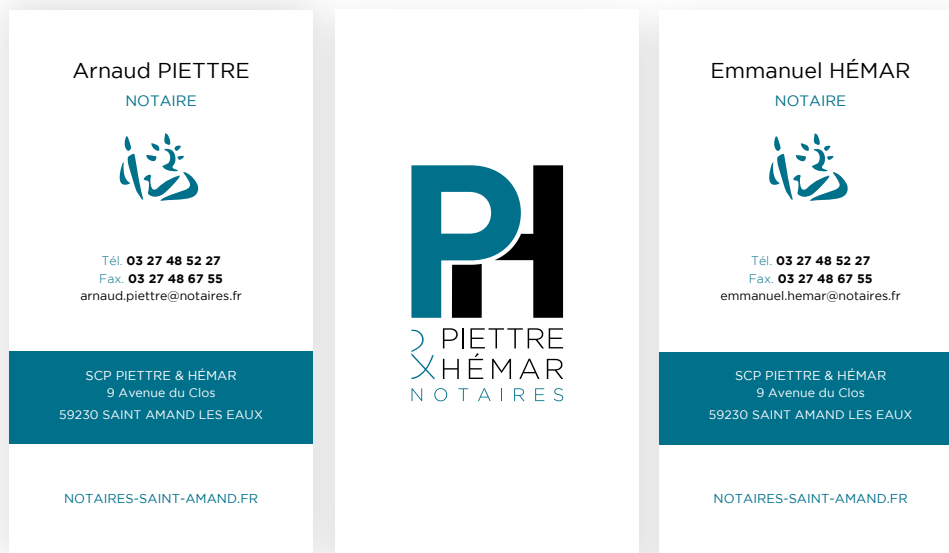 Arnaud PIETTRE
NOTAIRE
Tél. 03 27 48 52 27
Fax. 03 27 48 67 55
arnaud.piettre@notaires.fr
SCP PIETTRE & HÉMAR
9 Avenue du Clos
59230 SAINT AMAND LES EAUX
NOTAIRES-SAINT-AMAND.FR
PH
PIETTRE
& HÉMAR
NOTAIRES
Emmanuel HÉMAR
NOTAIRE
Tél. 03 27 48 52 27
Fax. 03 27 48 67 55
emmanuel.hemar@notaires.fr
SCP PIETTRE & HÉMAR
9 Avenue du Clos
59230 SAINT AMAND LES EAUX
NOTAIRES-SAINT-AMAND.FR